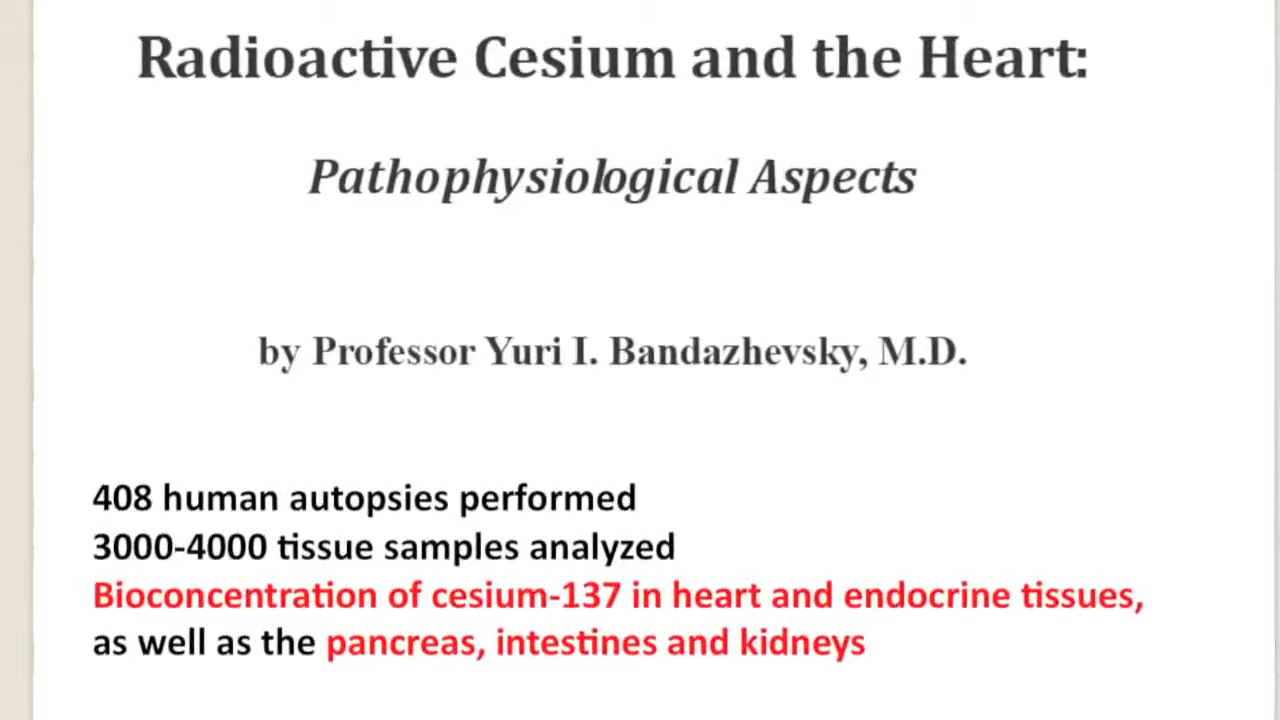 Radioactive Cesium and the Heart:
Pathophysiological Aspects
by Professor Yuri I. Bandazhevsky, M.D.
408 human autopsies performed
3000-4000 tissue samples analyzed
Bioconcentration of cesium-137 in heart and endocrine tissues,
as well as the pancreas, intestines and kidneys